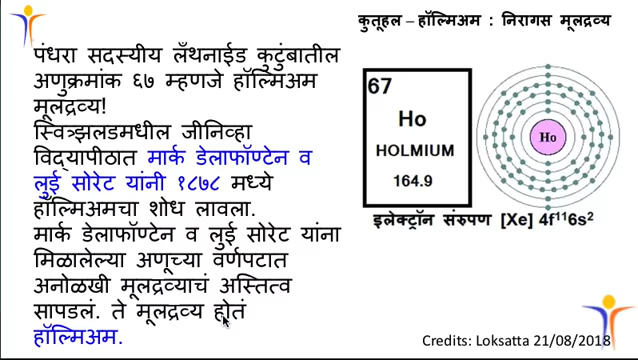 कुतूहल – हॉल्मिअम : निरागस मूलद्रव्य
पंधरा सदस्यीय लँथनाईड कुटुंबातील
अणुक्रमांक ६७ म्हणजे हॉल्मिअम
मूलद्रव्य!
स्वित्झलडमधील जीनिव्हा
विद्यापीठात मार्क डेलाफॉण्टेन व
लुई सोरेट यांनी १८७८ मध्ये
हॉल्मिअमचा शोध लावला.
मार्क डेलाफॉण्टेन व लुई सोरेट यांना
मिळालेल्या अणूच्या वर्णपटात
अनोळखी मूलद्रव्याचं अस्तित्व
सापडलं. ते मूलद्रव्य होतं
हॉल्मिअम.
67
Ho
HOLMIUM
164.9
Ho
इलेक्ट्रॉन संरुपण [Xe] 4f¹¹6s²
Credits: Loksatta 21/08/2018